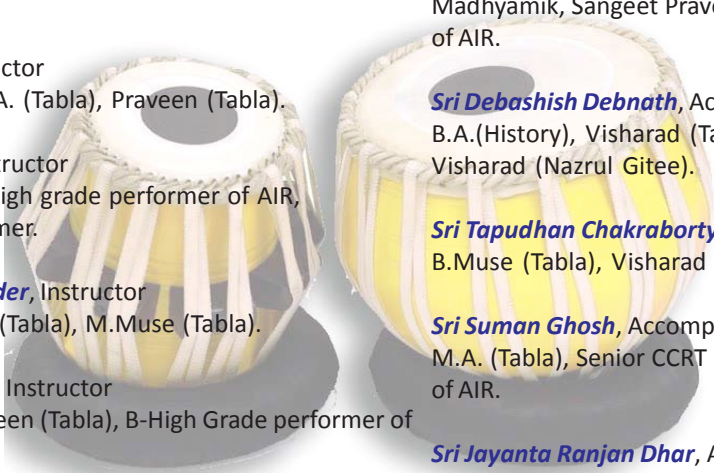 ctor
A. (Tabla), Praveen (Tabla).
tructor
igh grade performer of AIR,
mer.
der, Instructor
(Tabla), M.Muse (Tabla).
Instructor
een (Tabla), B-High Grade performer of
Madhyamik, Sangeet Prave
of AIR.
Sri Debashish Debnath, Ac
B.A.(History), Visharad (Ta
Visharad (Nazrul Gitee).
Sri Tapudhan Chakraborty
B.Muse (Tabla), Visharad
Sri Suman Ghosh, Accomp
M.A. (Tabla), Senior CCRT
of AIR.
Sri Jayanta Ranjan Dhar, A